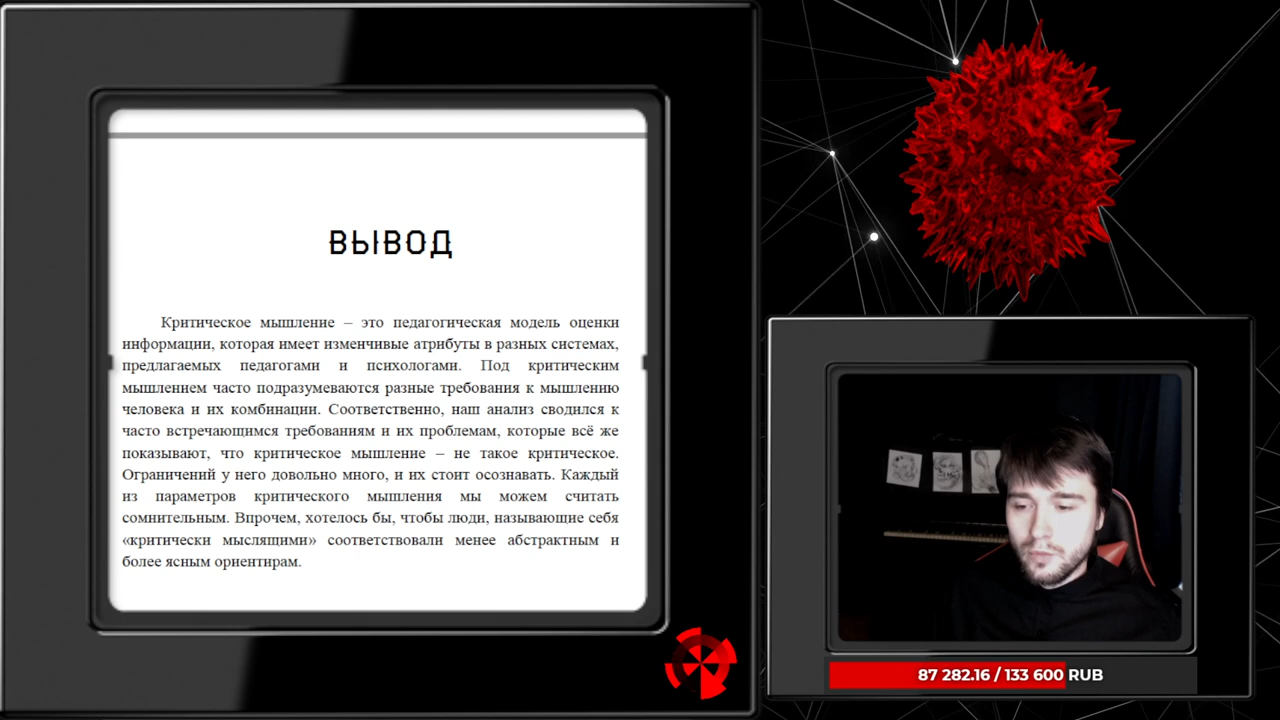 ВЫВОД
Критическое мышление – это педагогическая модель оценки
информации, которая имеет изменчивые атрибуты в разных системах,
предлагаемых педагогами и психологами. Под критическим
мышлением часто подразумеваются разные требования к мышлению
человека и их комбинации. Соответственно, наш анализ сводился к
часто встречающимся требованиям и их проблемам, которые всё же
показывают, что критическое мышление – не такое критическое.
Ограничений у него довольно много, и их стоит осознавать. Каждый
из параметров критического мышления мы можем считать
сомнительным. Впрочем, хотелось бы, чтобы люди, называющие себя
«критически мыслящими» соответствовали менее абстрактным и
более ясным ориентирам.
87 282.16 / 133 600 RUB